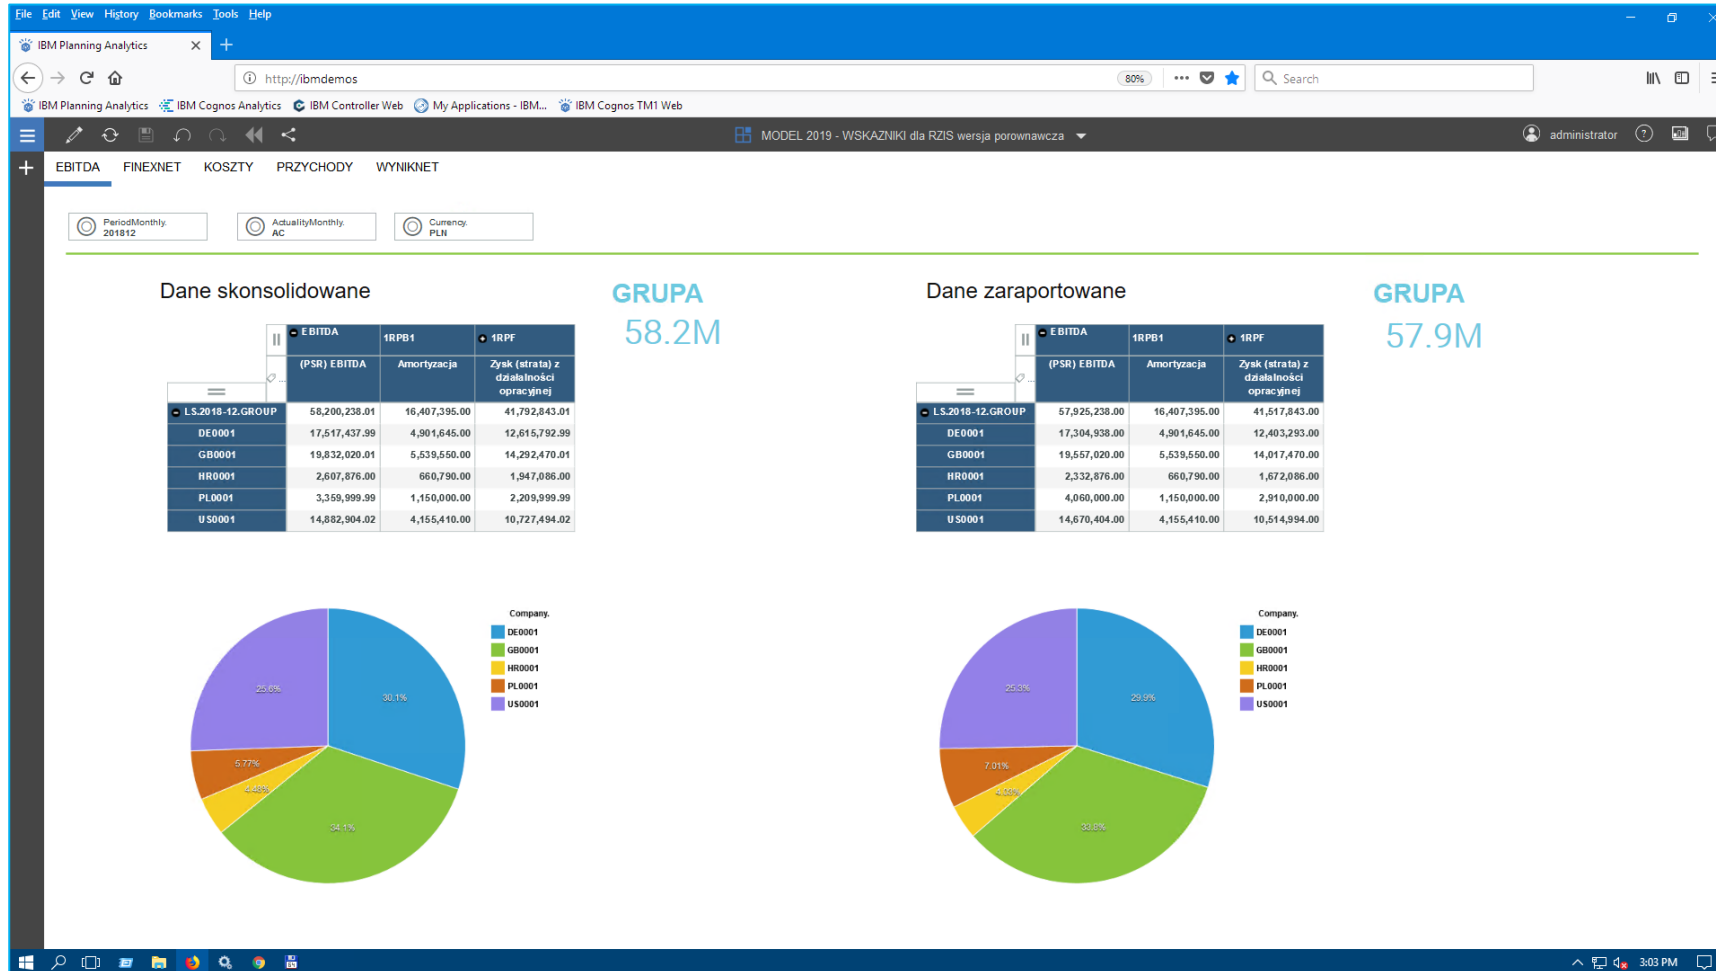 File Edit View History Bookmarks Tools Help
IBM Planning Analytics
http://ibmdemos 80% Search
IBM Planning Analytics IBM Cognos Analytics IBM Controller Web My Applications - IBM... IBM Cognos TM1 Web
MODEL 2019 - WSKAZNIKI dla RZIS wersja porownawcza administrator
EBITDA FINEXNET KOSZTY PRZYCHODY WYNIKNET
PeriodMonthly. ActualityMonthly. Currency.
201812 AC PLN
Dane skonsolidowane GRUPA
58.2M
EBITDA 1RPB1 1RPF
(PSR) EBITDA Amortyzacja Zysk (strata) z
działalności
opracyjnej
LS.2018-12.GROUP 58,200,238.01 16,407,395.00 41,792,843.01
DE0001 17,517,437.99 4,901,645.00 12,615,792.99
GB0001 19,832,020.01 5,539,550.00 14,292,470.01
HR0001 2,607,876.00 660,790.00 1,947,086.00
PL0001 3,359,999.99 1,150,000.00 2,209,999.99
US0001 14,882,904.02 4,155,410.00 10,727,494.02
Company.
DE0001
GB0001
HR0001
PL0001
US0001
25.6%
30.1%
5.77%
4.48%
34.1%
Dane zaraportowane GRUPA
57.9M
EBITDA 1RPB1 1RPF
(PSR) EBITDA Amortyzacja Zysk (strata) z
działalności
opracyjnej
LS.2018-12.GROUP 57,925,238.00 16,407,395.00 41,517,843.00
DE0001 17,304,938.00 4,901,645.00 12,403,293.00
GB0001 19,557,020.00 5,539,550.00 14,017,470.00
HR0001 2,332,876.00 660,790.00 1,672,086.00
PL0001 4,060,000.00 1,150,000.00 2,910,000.00
US0001 14,670,404.00 4,155,410.00 10,514,994.00
Company.
DE0001
GB0001
HR0001
PL0001
US0001
25.3%
29.9%
7.01%
4.03%
33.8%
3:03 PM